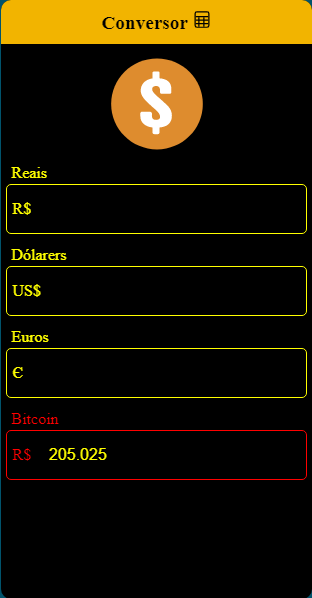 Conversor
$
Reais
R$
Dólarers
US$
Euros
€
Bitcoin
R$ 205.025